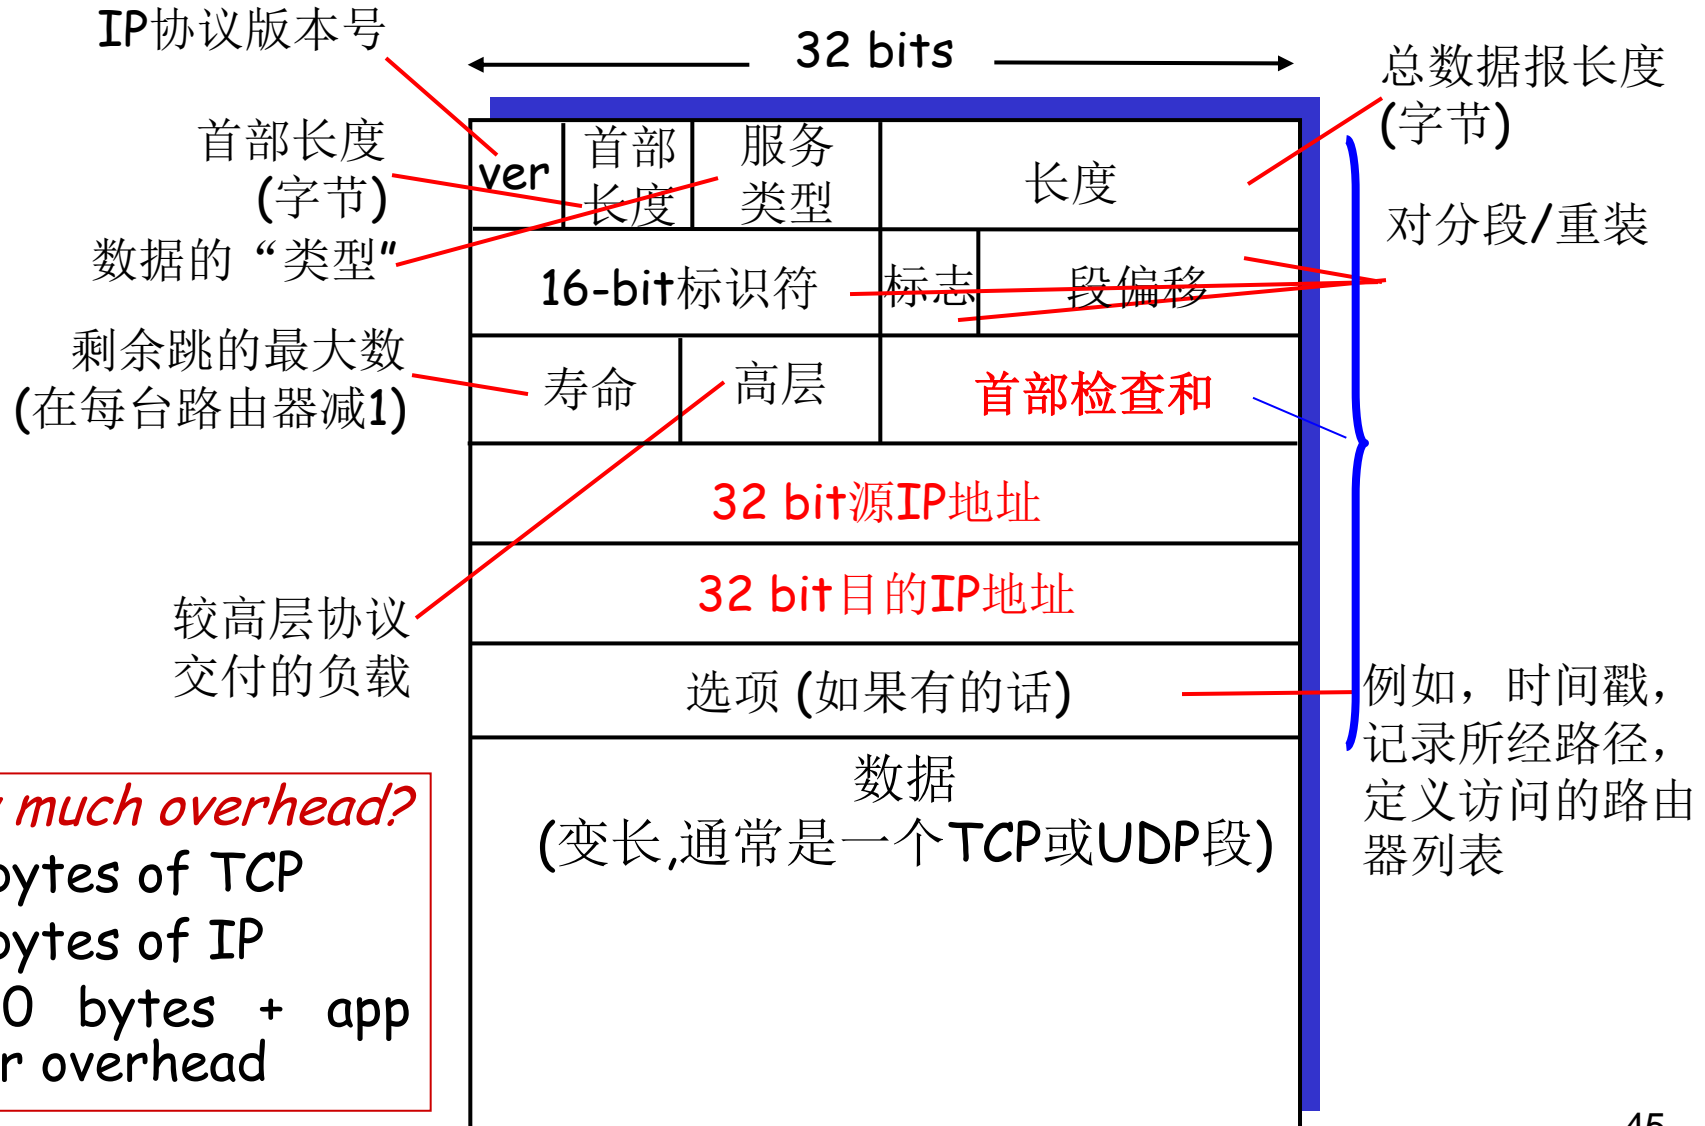 IP协议版本号
32 bits
总数据报长度
(字节)
首部长度
(字节)
ver
首部
长度
服务
类型
长度
数据的“类型"
对分段/重装
16-bit标识符
标志
段偏移
剩余跳的最大数
(在每台路由器减1)
寿命
高层
首部检查和
32 bit源IP地址
32 bit目的IP地址
较高层协议
交付的负载
选项 (如果有的话)
例如，时间戳，
记录所经路径，
定义访问的路由
器列表
数据
(变长,通常是一个TCP或UDP段)
much overhead?
bytes of TCP
bytes of IP
0 bytes + app
overhead
45